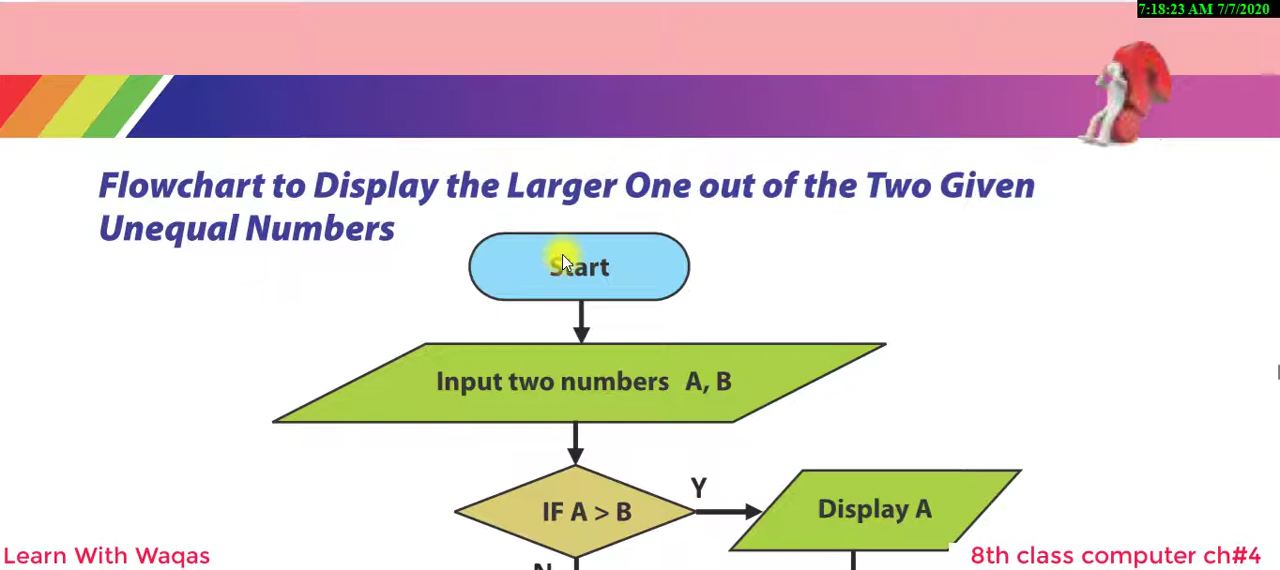 7:18:23 AM 7/7/2020
Flowchart to Display the Larger One out of the Two Given
Unequal Numbers
Start
Input two numbers A, B
IF A > B
Y
Display A
N
Learn With Waqas
8th class computer ch#4